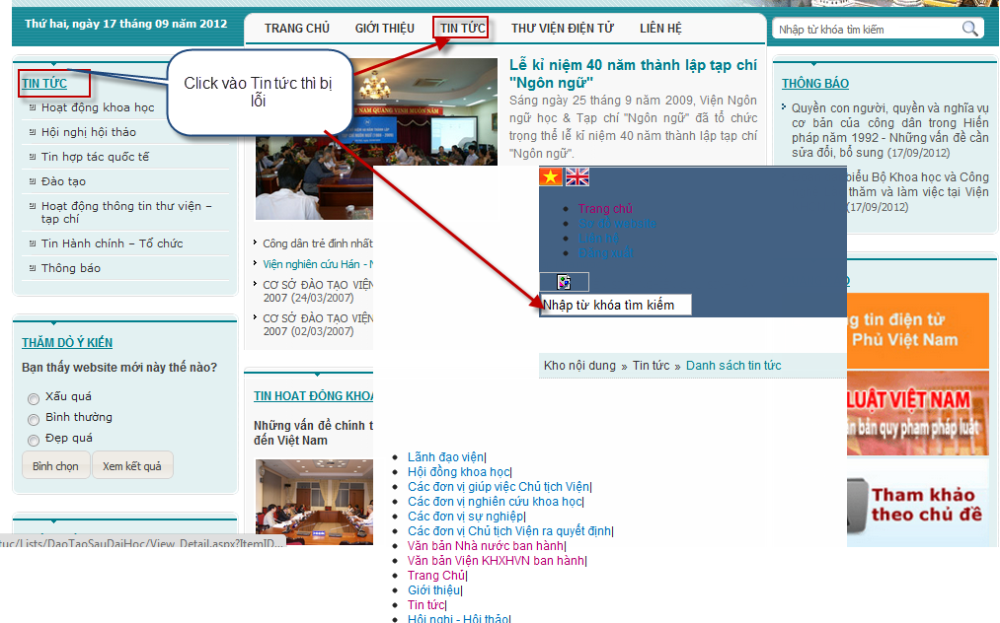 Thứ hai, ngày 17 tháng 09 năm 2012
TRANG CHỦ
GIỚI THIỆU
TIN TỨC
THƯ VIỆN ĐIỆN TỬ
LIÊN HỆ
Nhập từ khóa tìm kiếm
TIN TỨC
Hoạt động khoa học
Hội nghị hội thảo
Tin hợp tác quốc tế
Đào tạo
Hoạt động thông tin thư viện –
tạp chí
Tin Hành chính – Tổ chức
Thông báo
Click vào Tin tức thì bị
lỗi
Lễ kỉ niệm 40 năm thành lập tạp chí
"Ngôn ngữ"
Sáng ngày 25 tháng 9 năm 2009, Viện Ngôn
ngữ học & Tạp chí "Ngôn ngữ" đã tổ chức
trọng thể lễ kỉ niệm 40 năm thành lập tạp chí
"Ngôn ngữ".
Công dân trẻ đỉnh nhất
Viện nghiên cứu Hán - N
CƠ SỞ ĐÀO TẠO VIỆN
2007 (24/03/2007)
CƠ SỞ ĐÀO TẠO VIỆN
2007 (02/03/2007)
THÔNG BÁO
Quyền con người, quyền và nghĩa vụ
cơ bản của công dân trong Hiến
pháp năm 1992 - Những vấn đề cần
sửa đổi, bổ sung (17/09/2012)
biểu Bộ Khoa học và Công
thăm và làm việc tại Viện
(17/09/2012)
Trang chủ
Sơ đồ website
Liên hệ
Đăng xuất
Nhập từ khóa tìm kiếm
Kho nội dung » Tin tức » Danh sách tin tức
THĂM DÒ Ý KIẾN
Bạn thấy website mới này thế nào?
Xấu quá
Bình thường
Đẹp quá
Bình chọn
Xem kết quả
TIN HOẠT ĐỘNG KHOA
Những vấn đề chính t
đến Việt Nam
g tin điện tử
Phủ Việt Nam
LUẬT VIỆT NAM
n bản quy phạm pháp luật
Tham khảo
theo chủ đề
Lãnh đạo viện|
Hội đồng khoa học|
Các đơn vị giúp việc Chủ tịch Viện|
Các đơn vị nghiên cứu khoa học|
Các đơn vị sự nghiệp|
Các đơn vị Chủ tịch Viện ra quyết định|
Văn bản Nhà nước ban hành|
Văn bản Viện KHXHVN ban hành|
Trang Chủ|
Giới thiệu|
Tin tức|
Hội nghị - Hội thảo|
tuc/Lists/DaoTaoSauDaiHoc/View_Detail.aspx?ItemID...